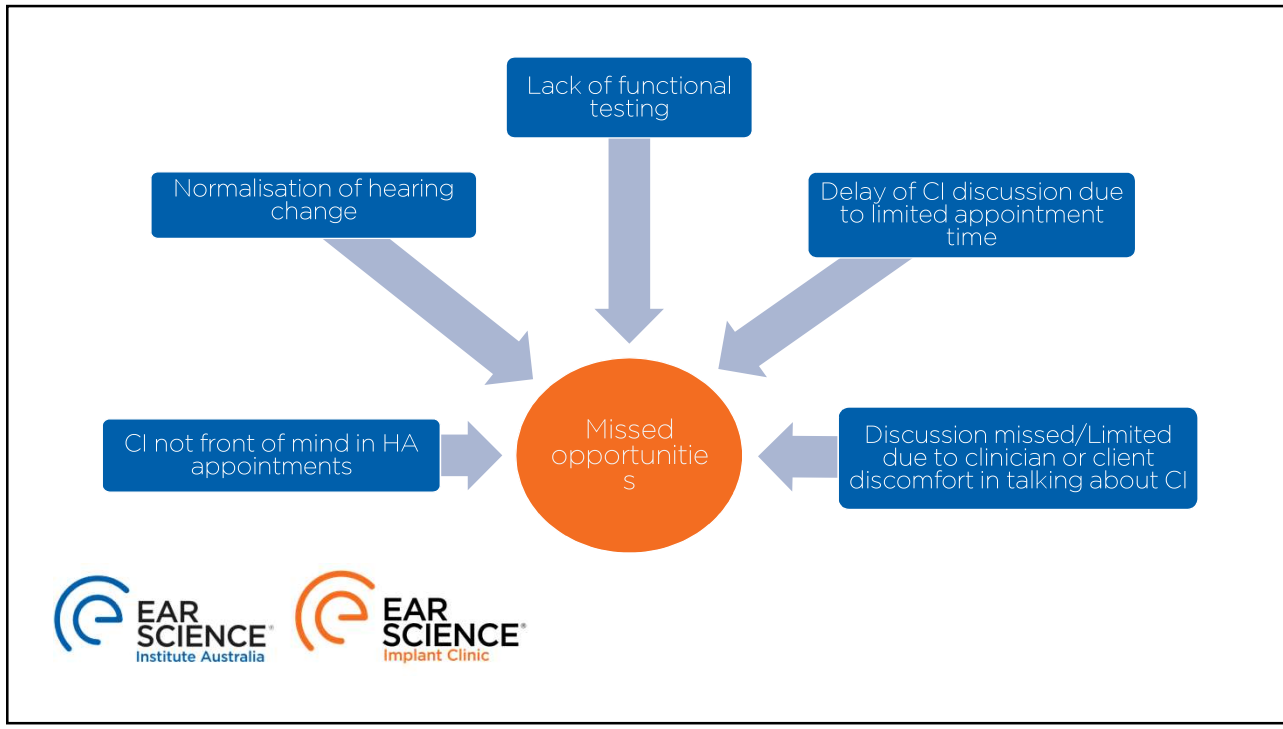 Lack of functional
testing
Normalisation of hearing
change
Delay of CI discussion due
to limited appointment
time
CI not front of mind in HA
appointments
Missed
opportunitie
s
Discussion missed/Limited
due to clinician or client
discomfort in talking about CI
EAR
SCIENCE®
Institute Australia
EAR
SCIENCE®
Implant Clinic